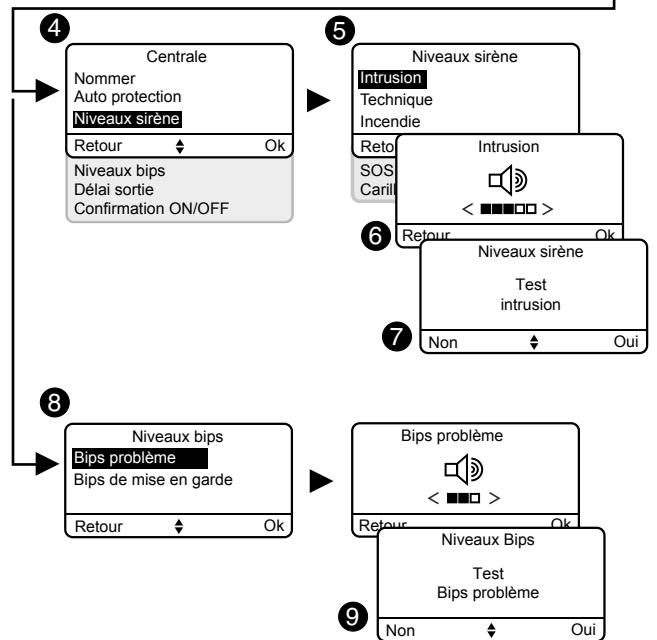 4
Centrale
Nommer
Auto protection
Niveaux sirène
Retour Ok
Niveaux bips
Délai sortie
Confirmation ON/OFF
5
Niveaux sirène
Intrusion
Technique
Incendie
Reto
SOS
Carill
Intrusion
< >
6
Retour Ok
Niveaux sirène
Test
intrusion
7
Non Oui
8
Niveaux bips
Bips problème
Bips de mise en garde
Retour Ok
Bips problème
< >
Retour Ok
Niveaux Bips
Test
Bips problème
9
Non Oui